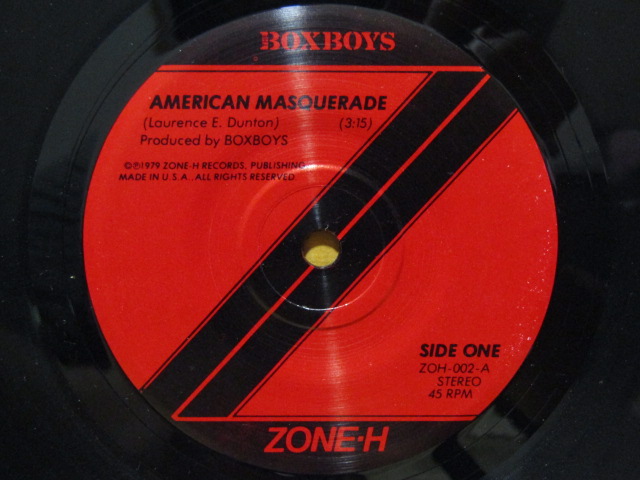 BOXBOYS
AMERICAN MASQUERADE
(Laurence E. Dunton) (3:15)
Produced by BOXBOYS
©℗1979 ZONE-H RECORDS, PUBLISHING
MADE IN U.S.A., ALL RIGHTS RESERVED
SIDE ONE
ZOH-002-A
STEREO
45 RPM
ZONE-H